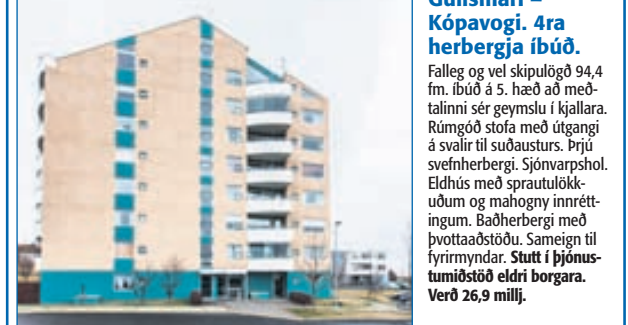 Kópavogi. 4ra
herbergja íbúð.
Falleg og vel skipulögð 94,4
fm. íbúð á 5. hæð að með-
talinni sér geymslu í kjallara.
Rúmgóð stofa með útgangi
á svalir til suðausturs. Þrjú
svefnherbergi. Sjónvarpshol.
Eldhús með sprautulökk-
uðum og mahogny innrétt-
ingum. Baðherbergi með
þvottaaðstöðu. Sameign til
fyrirmyndar. Stutt í þjónus-
tumiðstöð eldri borgara.
Verð 26,9 millj.